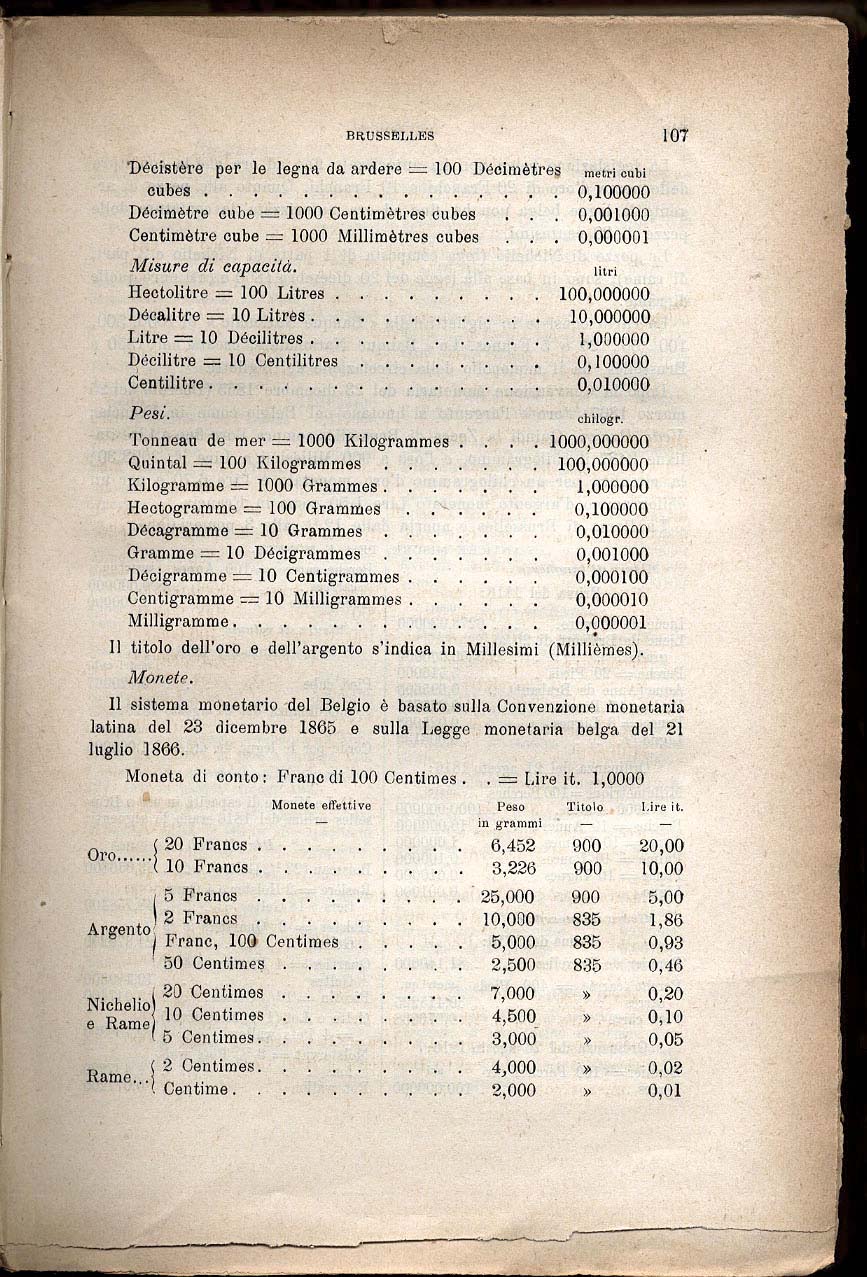 BRUSSELLES 107
Décistère per le legna da ardere = 100 Décimètres metri cubi
cubes . . . . . . . . . . . . . . . 0,100000
Décimètre cube = 1000 Centimètres cubes . . . 0,001000
Centimètre cube = 1000 Millimètres cubes . . . 0,000001
Misure di capacità. litri
Hectolitre = 100 Litres . . . . . . . . . 100,000000
Décalitre = 10 Litres . . . . . . . . . . 10,000000
Litre = 10 Décilitres . . . . . . . . . . 1,000000
Décilitre = 10 Centilitres . . . . . . . . 0,100000
Centilitre . . . . . . . . . . . . . . 0,010000
Pesi. chilogr.
Tonneau de mer = 1000 Kilogrammes . . . . 1000,000000
Quintal = 100 Kilogrammes . . . . . . . 100,000000
Kilogramme = 1000 Grammes . . . . . . . 1,000000
Hectogramme = 100 Grammes . . . . . . 0,100000
Décagramme = 10 Grammes . . . . . . . 0,010000
Gramme = 10 Décigrammes . . . . . . . 0,001000
Décigramme = 10 Centigrammes . . . . . . 0,000100
Centigramme = 10 Milligrammes . . . . . . 0,000010
Milligramme . . . . . . . . . . . . . 0,000001
Il titolo dell'oro e dell'argento s'indica in Millesimi (Millièmes).
Monete.
Il sistema monetario del Belgio è basato sulla Convenzione monetaria
latina del 23 dicembre 1865 e sulla Legge monetaria belga del 21
luglio 1866.
Moneta di conto: Franc di 100 Centimes . . = Lire it. 1,0000
Monete effettive Peso in grammi Titolo Lire it.
Oro...... 20 Francs . . . . . . . . . 6,452 900 20,00
10 Francs . . . . . . . . . 3,226 900 10,00
Argento 5 Francs . . . . . . . . . 25,000 900 5,00
2 Francs . . . . . . . . . 10,000 835 1,86
Franc, 100 Centimes . . . . . 5,000 835 0,93
50 Centimes . . . . . . . . 2,500 835 0,46
Nichelio e Rame 20 Centimes . . . . . . . . 7,000 » 0,20
10 Centimes . . . . . . . . 4,500 » 0,10
5 Centimes . . . . . . . . . 3,000 » 0,05
Rame... 2 Centimes . . . . . . . . . 4,000 » 0,02
Centime . . . . . . . . . . 2,000 » 0,01